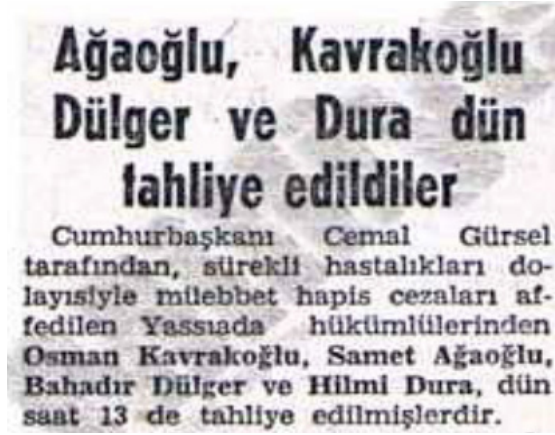 Ağaoğlu, Kavrakoğlu
Dülger ve Dura dün
tahliye edildiler
Cumhurbaşkanı Cemal Gürsel
tarafından, sürekli hastalıkları do-
layısiyle müebbet hapis cezaları af-
fedilen Yassıada hükümlülerinden
Osman Kavrakoğlu, Samet Ağaoğlu,
Bahadır Dülger ve Hilmi Dura, dün
saat 13 de tahliye edilmişlerdir.